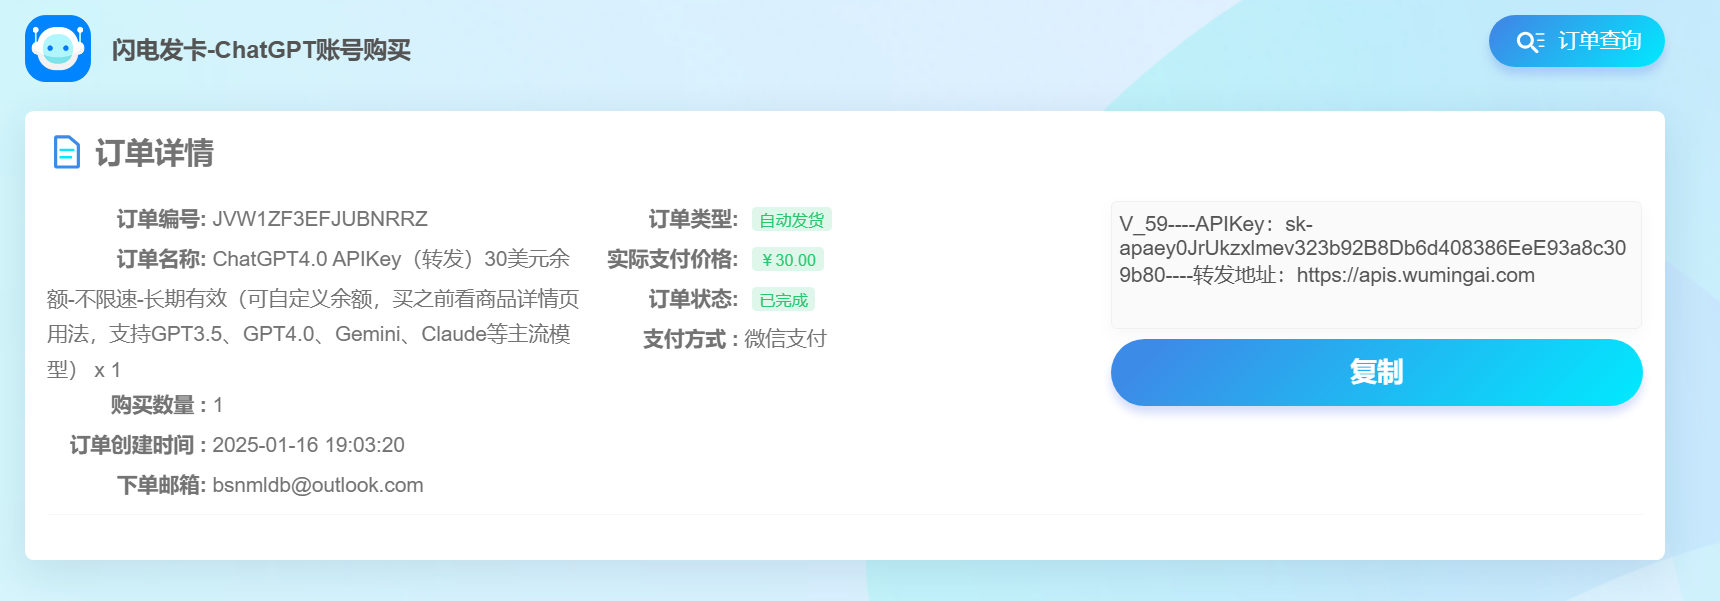 闪电发卡-ChatGPT账号购买
订单查询
订单详情
订单编号: JVW1ZF3EFJUBNRRZ
订单名称: ChatGPT4.0 APIKey（转发）30美元余
额-不限速-长期有效（可自定义余额，买之前看商品详情页
用法，支持GPT3.5、GPT4.0、Gemini、Claude等主流模
型） x 1
购买数量 : 1
订单创建时间 : 2025-01-16 19:03:20
下单邮箱: bsnmldb@outlook.com
订单类型: 自动发货
实际支付价格: ￥30.00
订单状态: 已完成
支付方式 : 微信支付
V_59----APIKey：sk-
apaey0JrUkzxlmev323b92B8Db6d408386EeE93a8c30
9b80----转发地址：https://apis.wumingai.com
复制